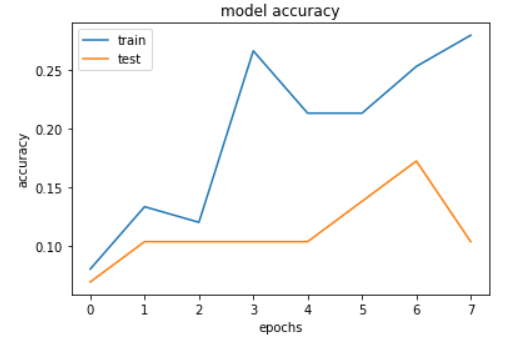 model accuracy
train
test
accuracy
0.25
0.20
0.15
0.10
0 1 2 3 4 5 6 7
epochs